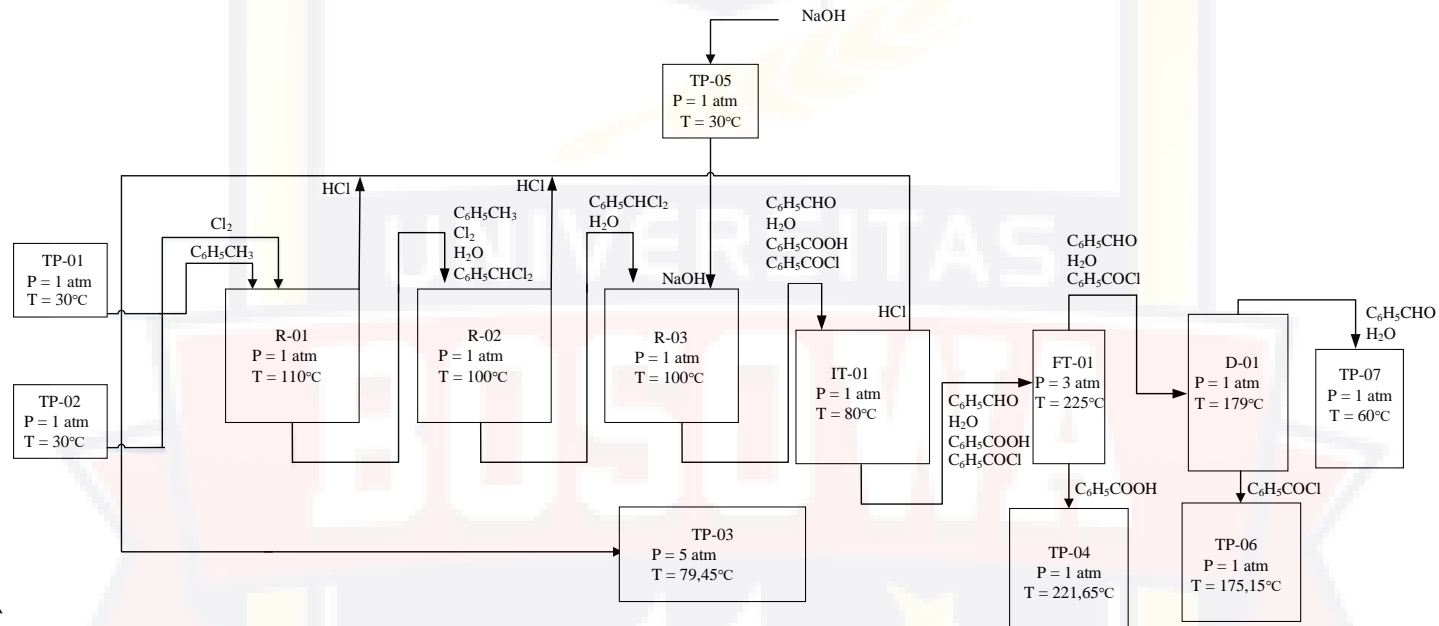 NaOH
TP-05
P = 1 atm
T = 30°C
HCl
HCl
C₆H₅CHCl₂
H₂O
C₆H₅CHO
H₂O
C₆H₅COOH
C₆H₅COCl
C₆H₅CH₃
Cl₂
H₂O
C₆H₅CHCl₂
Cl₂
C₆H₅CH₃
UNIVERSITAS
C₆H₅CHO
H₂O
C₆H₅COCl
TP-01
P = 1 atm
T = 30°C
NaOH
HCl
R-01
P = 1 atm
T = 110°C
R-02
P = 1 atm
T = 100°C
R-03
P = 1 atm
T = 100°C
IT-01
P = 1 atm
T = 80°C
FT-01
P = 3 atm
T = 225°C
D-01
P = 1 atm
T = 179°C
C₆H₅CHO
H₂O
TP-07
P = 1 atm
T = 60°C
TP-02
P = 1 atm
T = 30°C
BOSOWA
C₆H₅CHO
H₂O
C₆H₅COOH
C₆H₅COCl
C₆H₅COOH
C₆H₅COCl
TP-03
P = 5 atm
T = 79,45°C
TP-04
P = 1 atm
T = 221,65°C
TP-06
P = 1 atm
T = 175,15°C